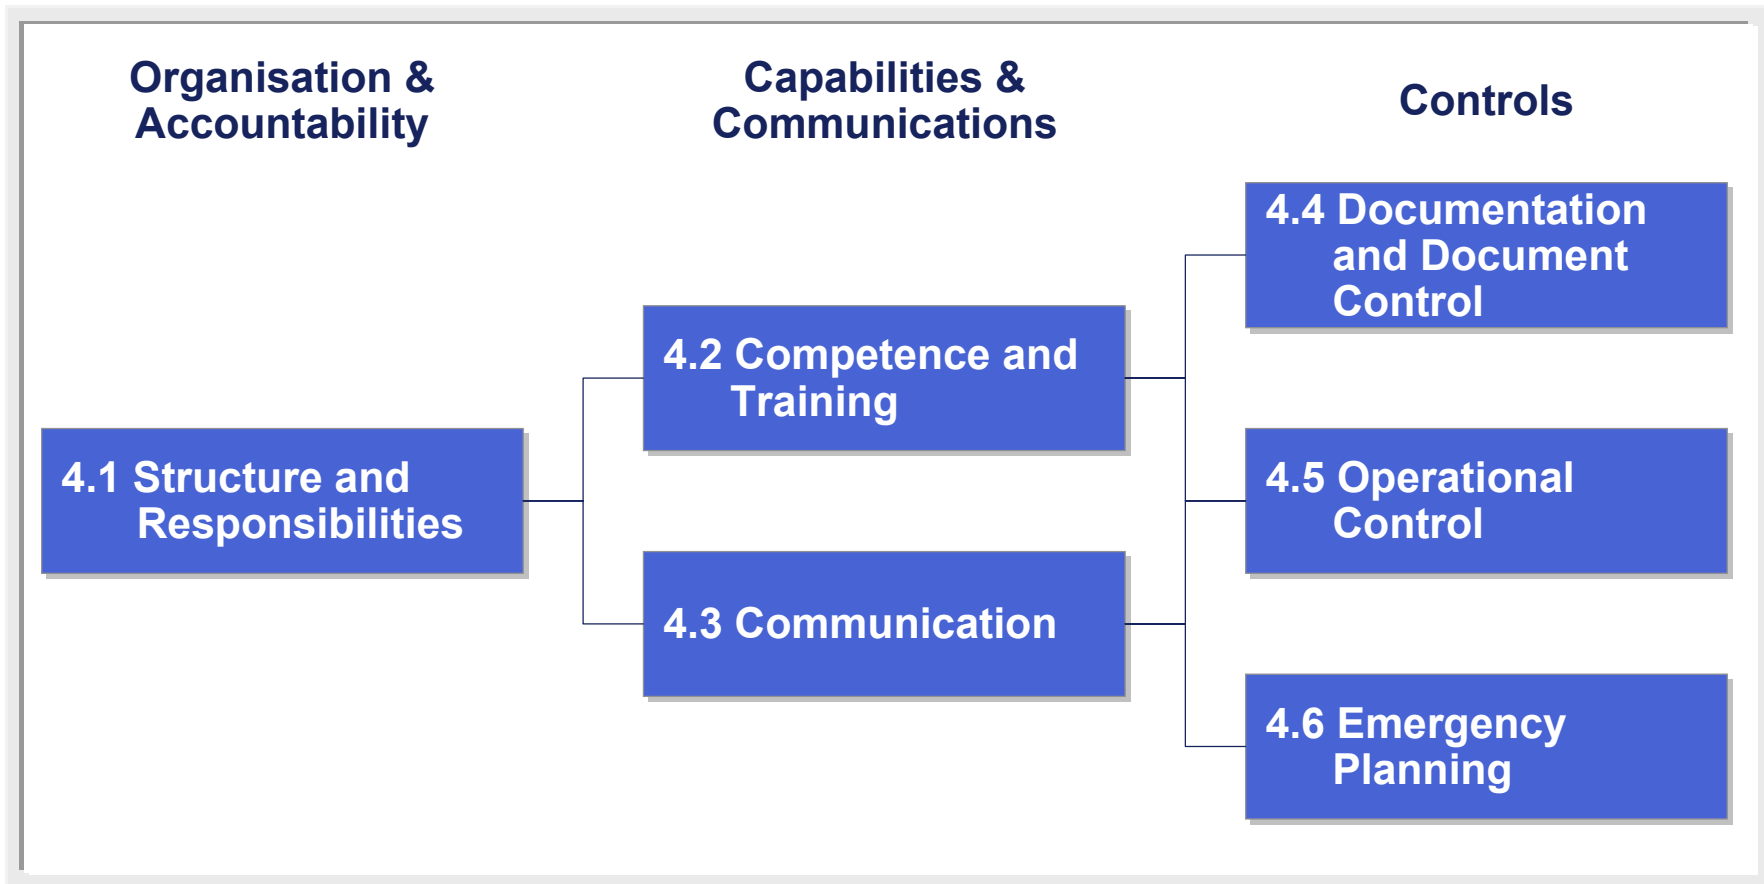 Organisation &
Accountability
Capabilities &
Communications
Controls
4.1 Structure and
Responsibilities
4.2 Competence and
Training
4.3 Communication
4.4 Documentation
and Document
Control
4.5 Operational
Control
4.6 Emergency
Planning